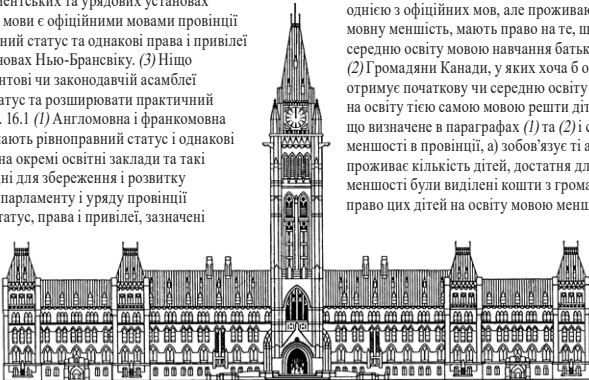 ментських та урядових установах
мови є офіційними мовами провінції
ний статус та однакові права і привілеї
новах Нью-Брансвіку. (3) Ніщо
нтові чи законодавчій асамблеї
атус та розширювати практичний
. 16.1 (1) Англомовна і франкомовна
мають рівноправний статус і однакові
на окремі освітні заклади та такі
дні для збереження і розвитку
парламенту і уряду провінції
статус, права і привілеї, зазначені
однією з офіційних мов, але проживаю
мовну меншість, мають право на те, щ
середню освіту мовою навчання батьк
(2) Громадяни Канади, у яких хоча б о
отримує початкову чи середню освіту
на освіту тією самою мовою решти діт
що визначене в параграфах (1) та (2) і с
меншості в провінції, а) зобов'язує ті а
проживає кількість дітей, достатня дл
меншості були виділені кошти з грома
право цих дітей на освіту мовою менш